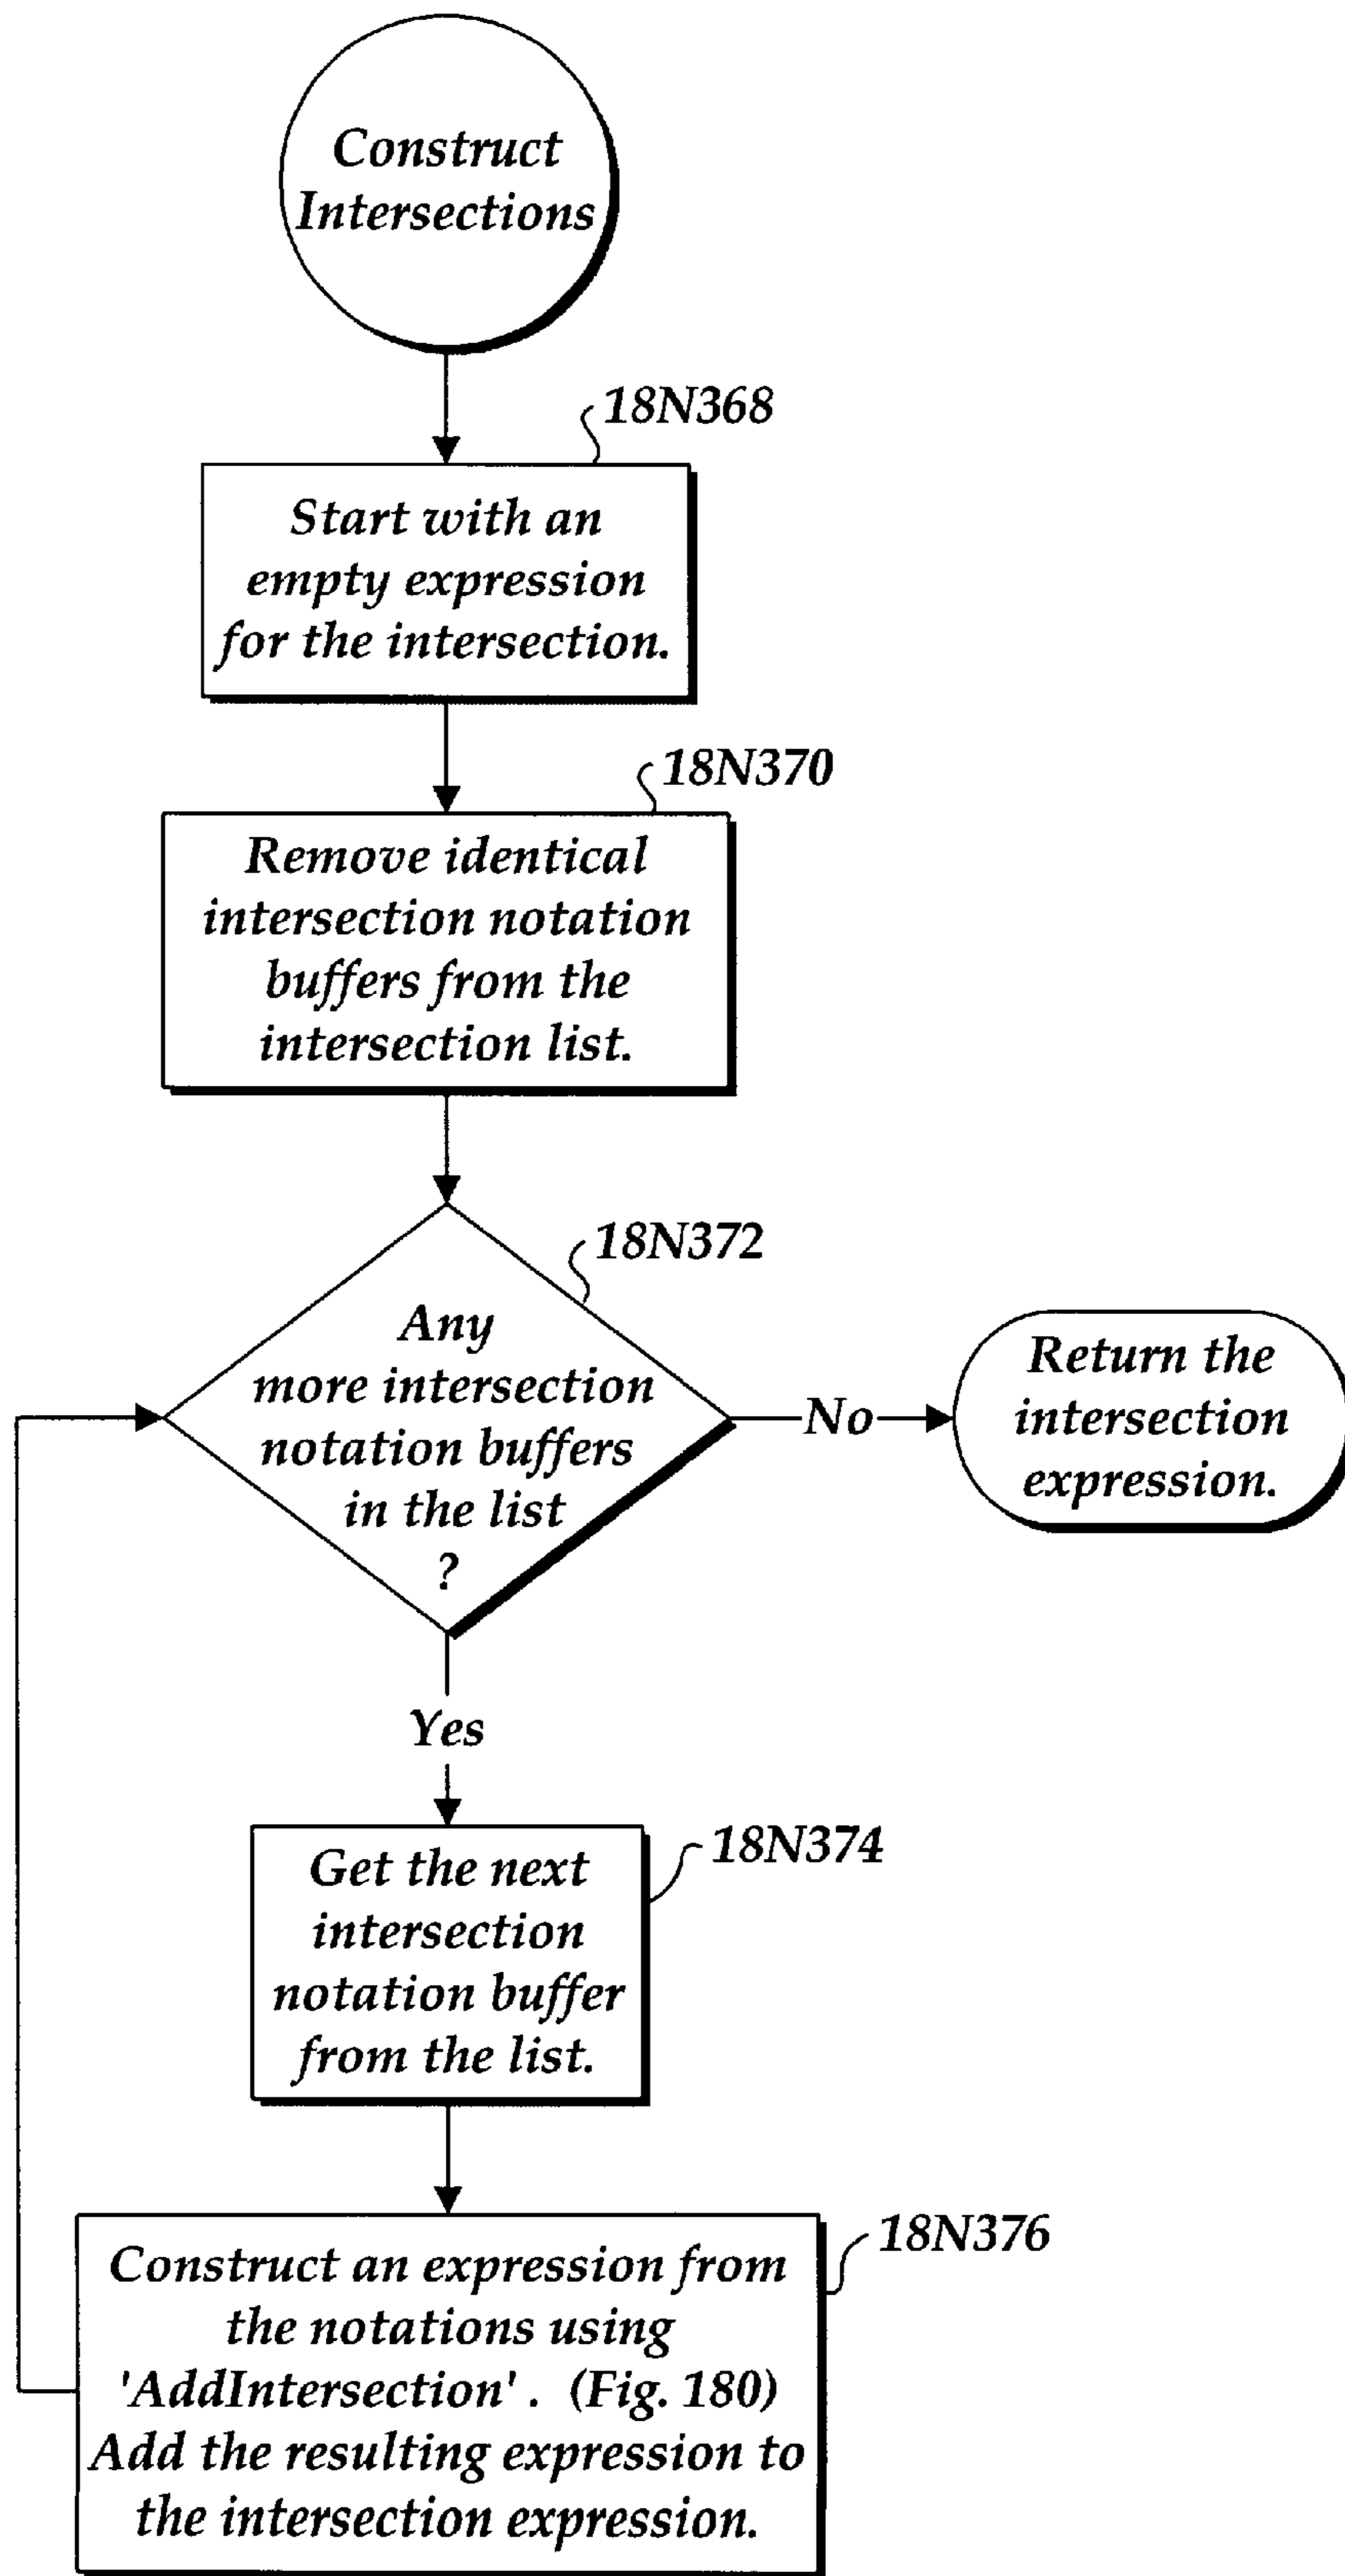 Construct
Intersections
18N368
Start with an
empty expression
for the intersection.
18N370
Remove identical
intersection notation
buffers from the
intersection list.
18N372
Any
more intersection
notation buffers
in the list
?
No
Return the
intersection
expression.
Yes
18N374
Get the next
intersection
notation buffer
from the list.
18N376
Construct an expression from
the notations using
'AddIntersection'. (Fig. 180)
Add the resulting expression to
the intersection expression.